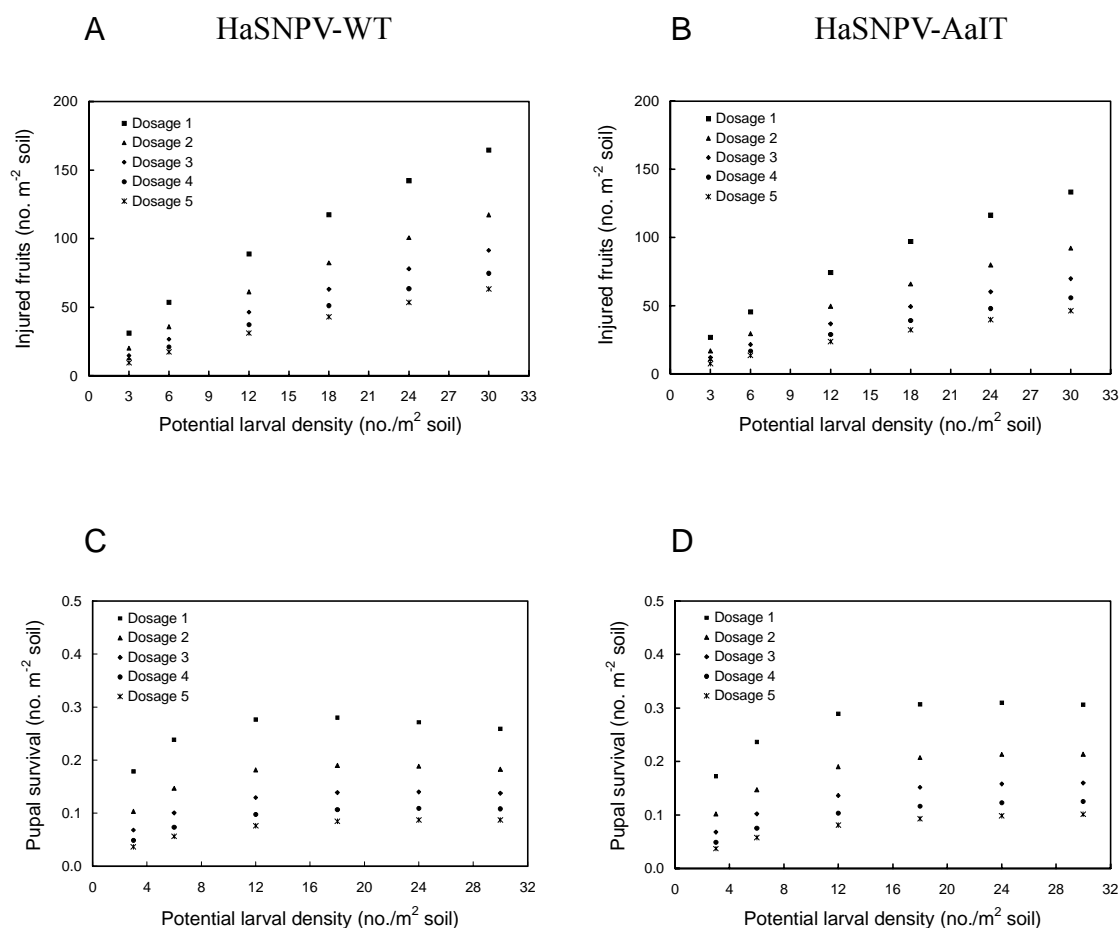 A HaSNPV-WT
B HaSNPV-AaIT
Injured fruits (no. m⁻² soil)
200
150
100
50
0
Dosage 1
Dosage 2
Dosage 3
Dosage 4
Dosage 5
0 3 6 9 12 15 18 21 24 27 30 33
Potential larval density (no./m² soil)
Injured fruits (no. m⁻² soil)
200
150
100
50
0
Dosage 1
Dosage 2
Dosage 3
Dosage 4
Dosage 5
0 3 6 9 12 15 18 21 24 27 30 33
Potential larval density (no./m² soil)
C
Pupal survival (no. m⁻² soil)
0.5
0.4
0.3
0.2
0.1
0.0
Dosage 1
Dosage 2
Dosage 3
Dosage 4
Dosage 5
0 4 8 12 16 20 24 28 32
Potential larval density (no./m² soil)
D
Pupal survival (no. m⁻² soil)
0.5
0.4
0.3
0.2
0.1
0.0
Dosage 1
Dosage 2
Dosage 3
Dosage 4
Dosage 5
0 4 8 12 16 20 24 28 32
Potential larval density (no./m² soil)